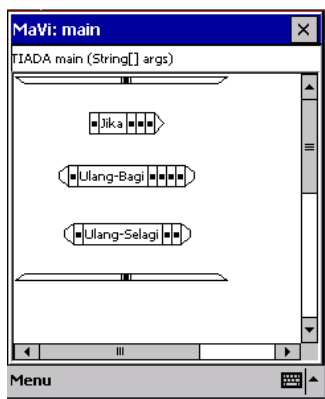 MaVi: main
TIADA main (String[] args)
Jika
Ulang-Bagi
Ulang-Selagi
Menu